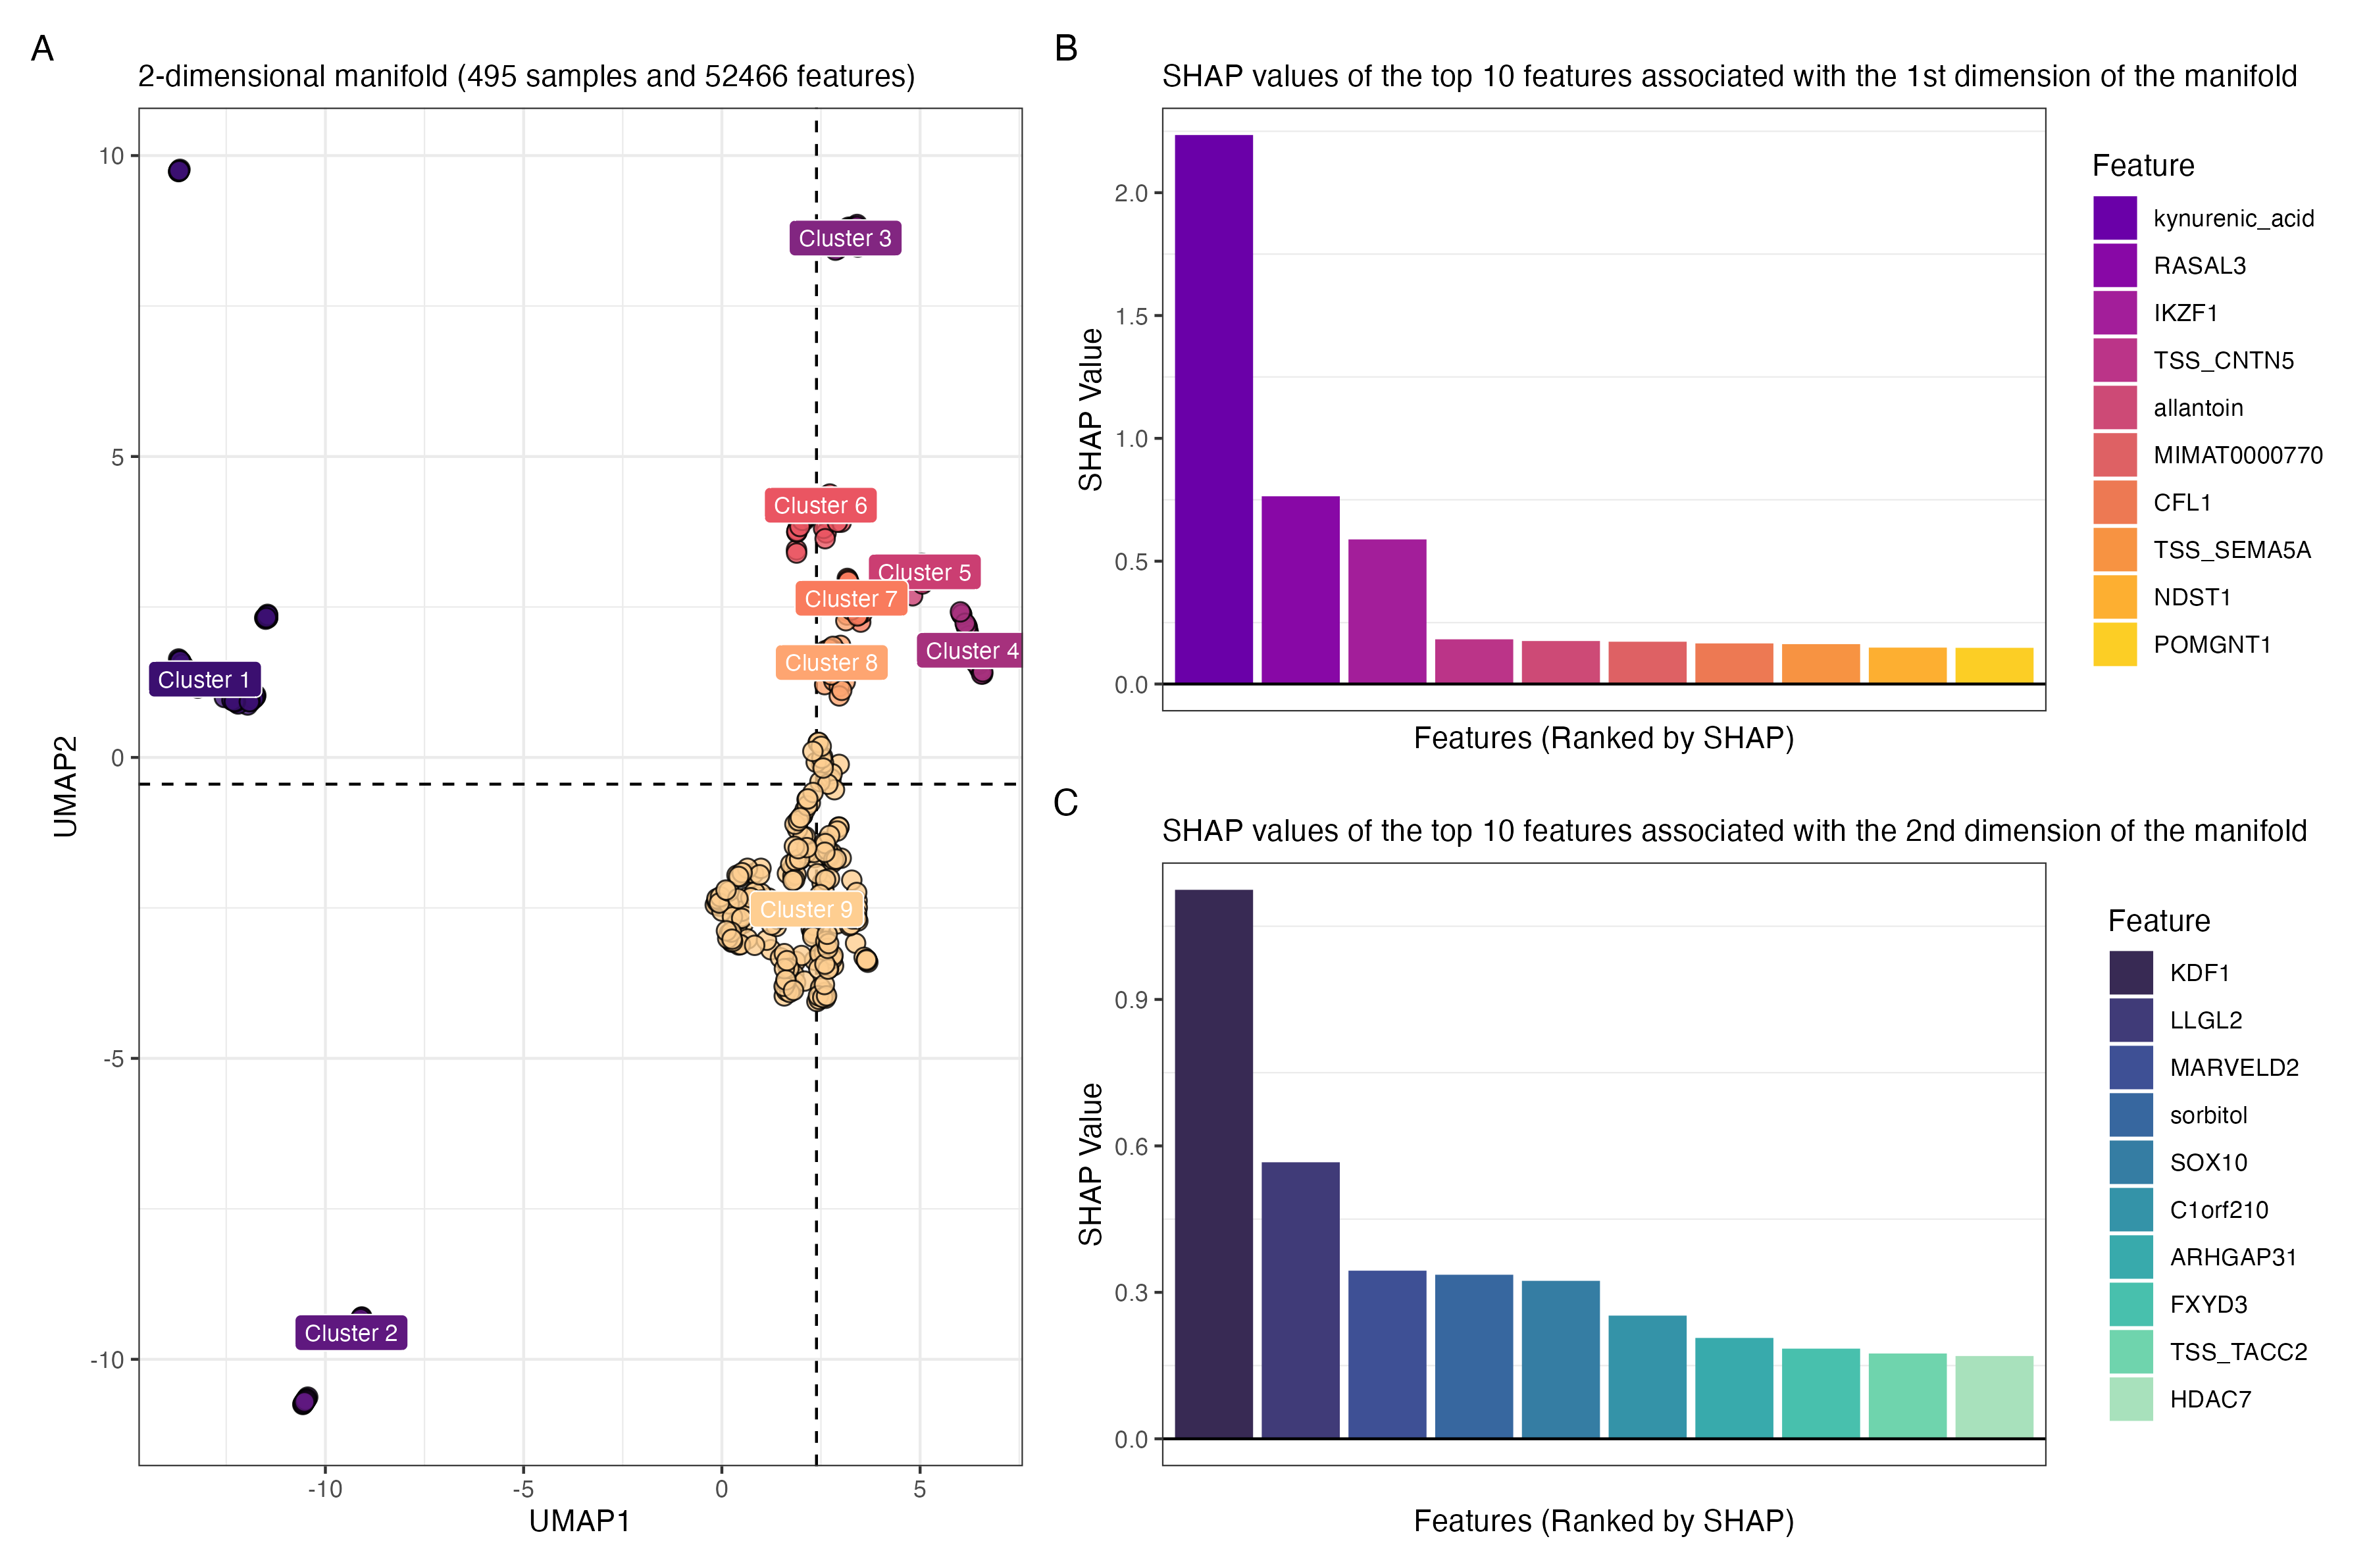 A
2-dimensional manifold (495 samples and 52466 features)
10
5
0
-5
-10
UMAP2
Cluster 3
Cluster 6
Cluster 5
Cluster 7
Cluster 4
Cluster 8
Cluster 1
Cluster 9
Cluster 2
-10
-5
0
5
UMAP1
B
SHAP values of the top 10 features associated with the 1st dimension of the manifold
SHAP Value
2.0
1.5
1.0
0.5
0.0
Features (Ranked by SHAP)
Feature
kynurenic_acid
RASAL3
IKZF1
TSS_CNTN5
allantoin
MIMAT0000770
CFL1
TSS_SEMA5A
NDST1
POMGNT1
C
SHAP values of the top 10 features associated with the 2nd dimension of the manifold
SHAP Value
0.9
0.6
0.3
0.0
Features (Ranked by SHAP)
Feature
KDF1
LLGL2
MARVELD2
sorbitol
SOX10
C1orf210
ARHGAP31
FXYD3
TSS_TACC2
HDAC7